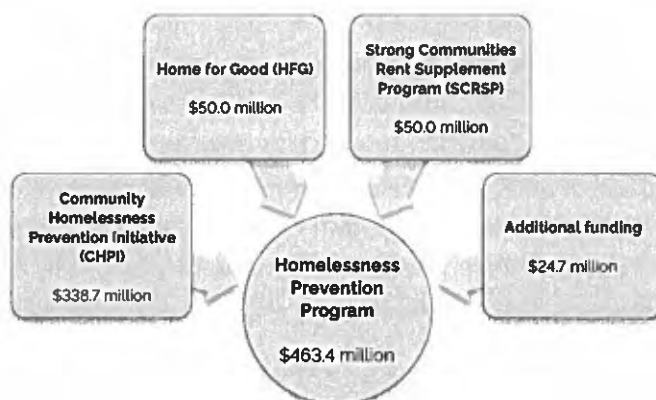 Home for Good (HFG)
$50.0 million
Strong Communities
Rent Supplement
Program (SCRSP)
$50.0 million
Community
Homelessness
Prevention Initiative
(CHPI)
$338.7 million
Additional funding
$24.7 million
Homelessness
Prevention
Program
$463.4 million